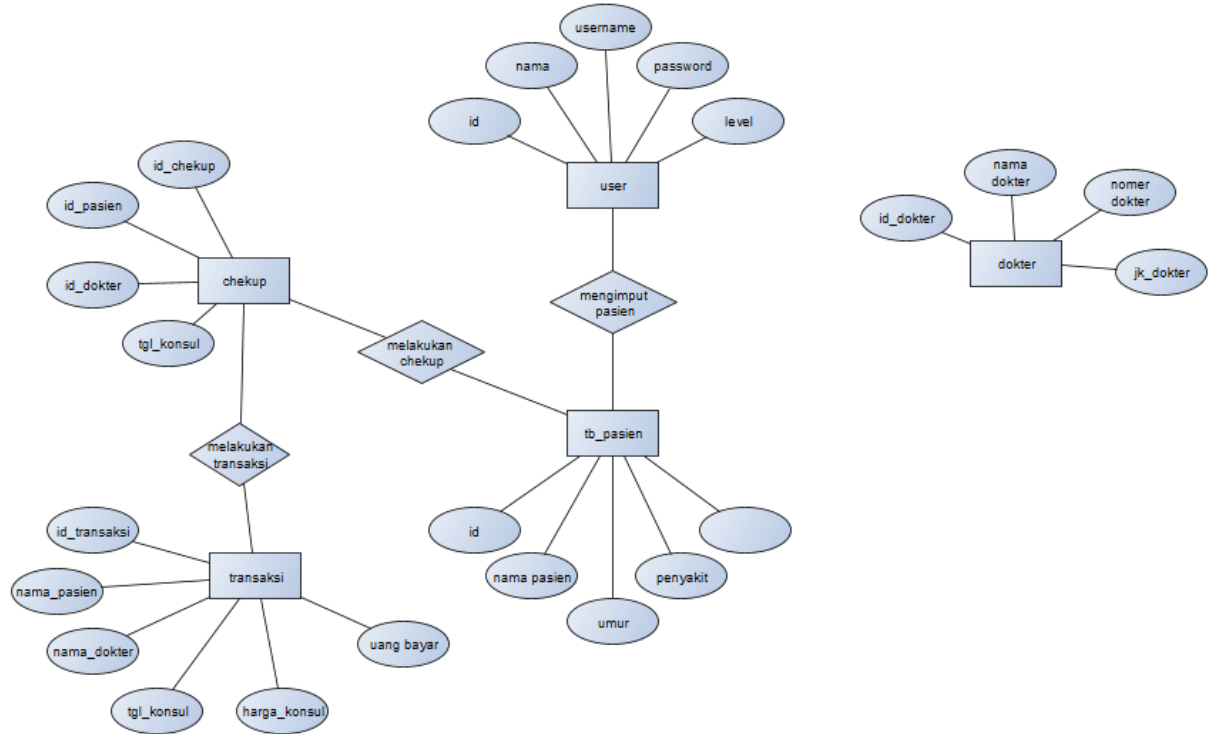 username
nama
password
id
level
user
id_chekup
id_pasien
id_dokter
tgl_konsul
chekup
nama
dokter
nomer
dokter
id_dokter
jk_dokter
dokter
mengimput
pasien
melakukan
chekup
tb_pasien
id
nama pasien
umur
penyakit
melakukan
transaksi
id_transaksi
nama_pasien
nama_dokter
tgl_konsul
harga_konsul
uang bayar
transaksi